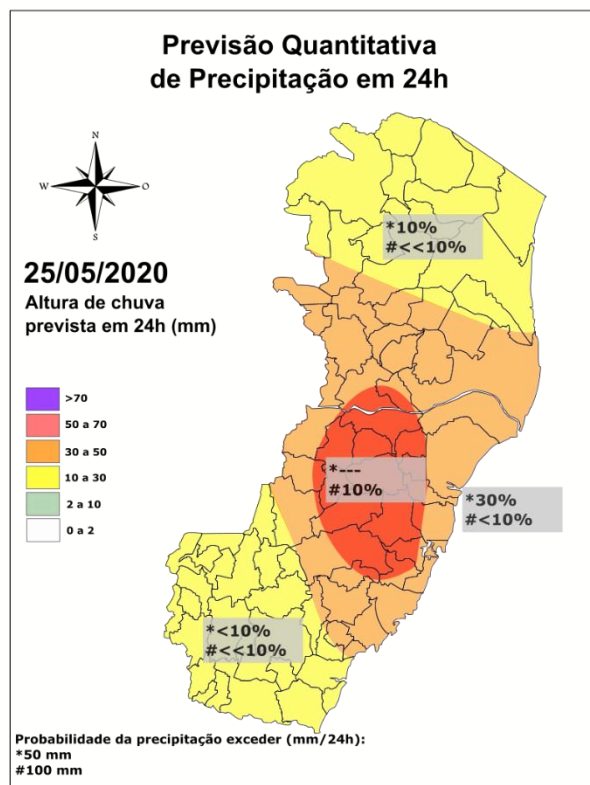 Previsão Quantitativa
de Precipitação em 24h
N
W
O
S
25/05/2020
Altura de chuva
prevista em 24h (mm)
>70
50 a 70
30 a 50
10 a 30
2 a 10
0 a 2
*10%
#<<10%
*---
#10%
*30%
#<10%
*<10%
#<<10%
Probabilidade da precipitação exceder (mm/24h):
*50 mm
#100 mm